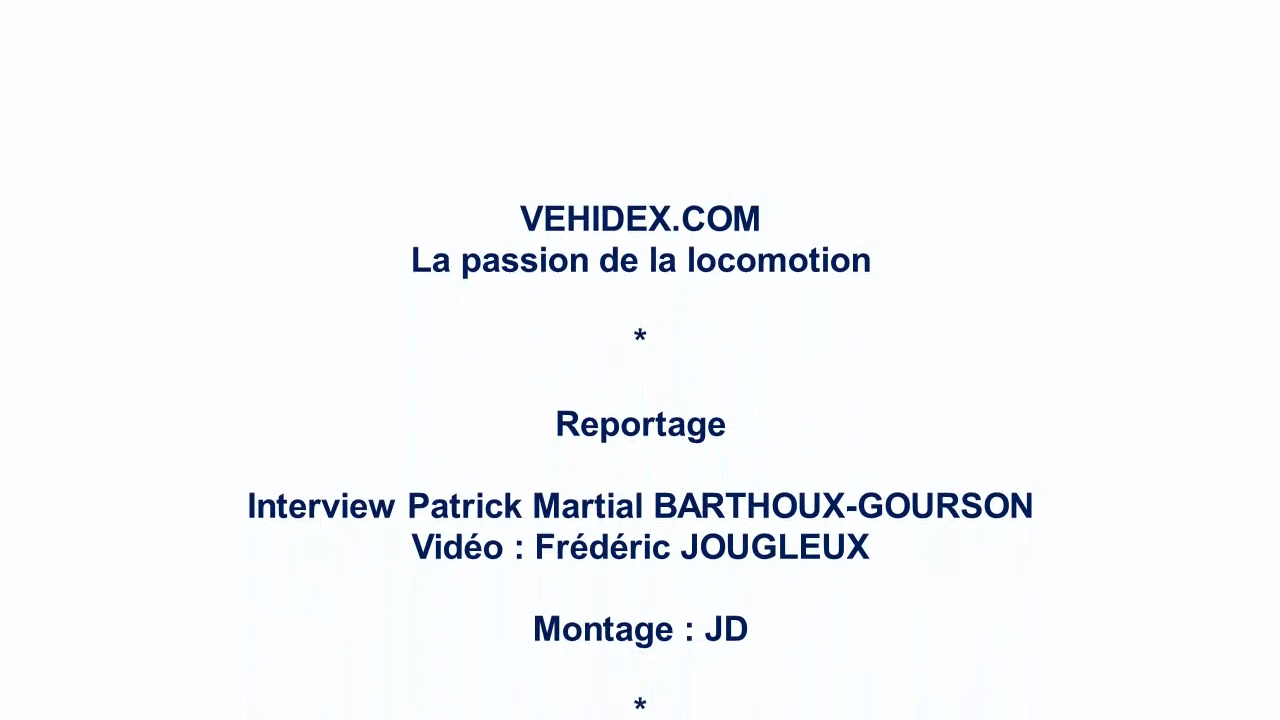 VEHIDEX.COM
La passion de la locomotion
*
Reportage
Interview Patrick Martial BARTHOUX-GOURSON
Vidéo : Frédéric JOUGLEUX
Montage : JD
*